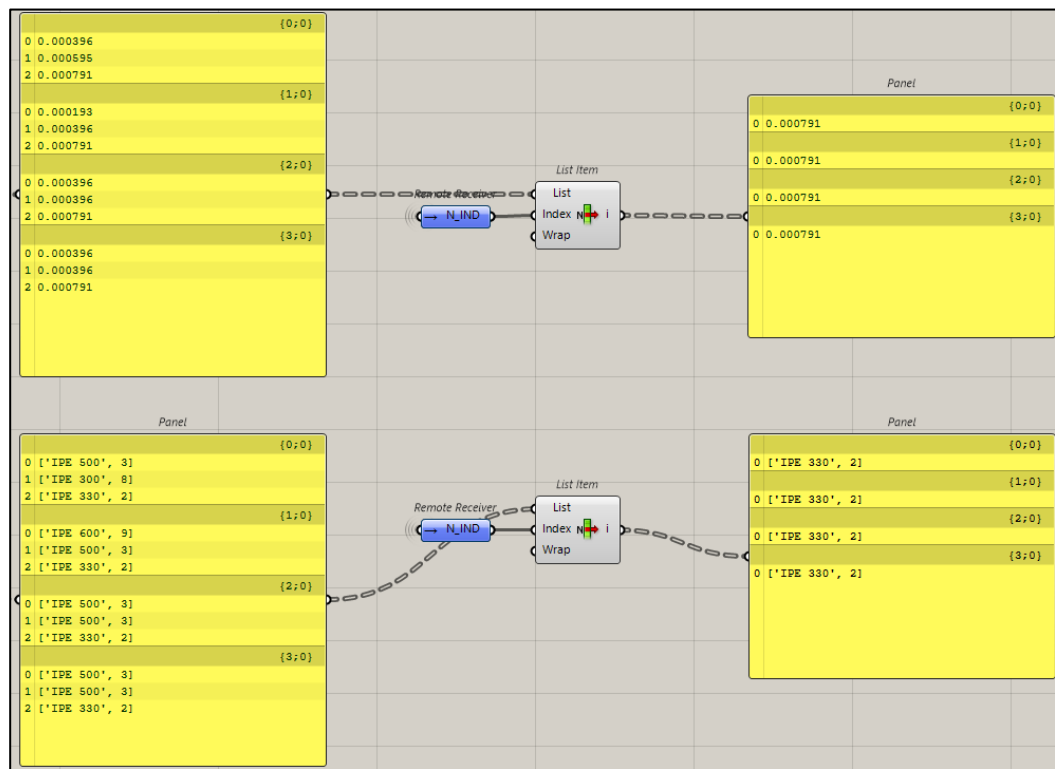 {0;0}
0 0.000396
1 0.000595
2 0.000791
{1;0}
0 0.000193
1 0.000396
2 0.000791
{2;0}
0 0.000396
1 0.000396
2 0.000791
{3;0}
0 0.000396
1 0.000396
2 0.000791
Remote Receiver
N_IND
List Item
List
Index N i
Wrap
Panel
{0;0}
0 0.000791
{1;0}
0 0.000791
{2;0}
0 0.000791
{3;0}
0 0.000791
Panel
{0;0}
0 ['IPE 500', 3]
1 ['IPE 300', 8]
2 ['IPE 330', 2]
{1;0}
0 ['IPE 600', 9]
1 ['IPE 500', 3]
2 ['IPE 330', 2]
{2;0}
0 ['IPE 500', 3]
1 ['IPE 500', 3]
2 ['IPE 330', 2]
{3;0}
0 ['IPE 500', 3]
1 ['IPE 500', 3]
2 ['IPE 330', 2]
Remote Receiver
N_IND
List Item
List
Index N i
Wrap
Panel
{0;0}
0 ['IPE 330', 2]
{1;0}
0 ['IPE 330', 2]
{2;0}
0 ['IPE 330', 2]
{3;0}
0 ['IPE 330', 2]